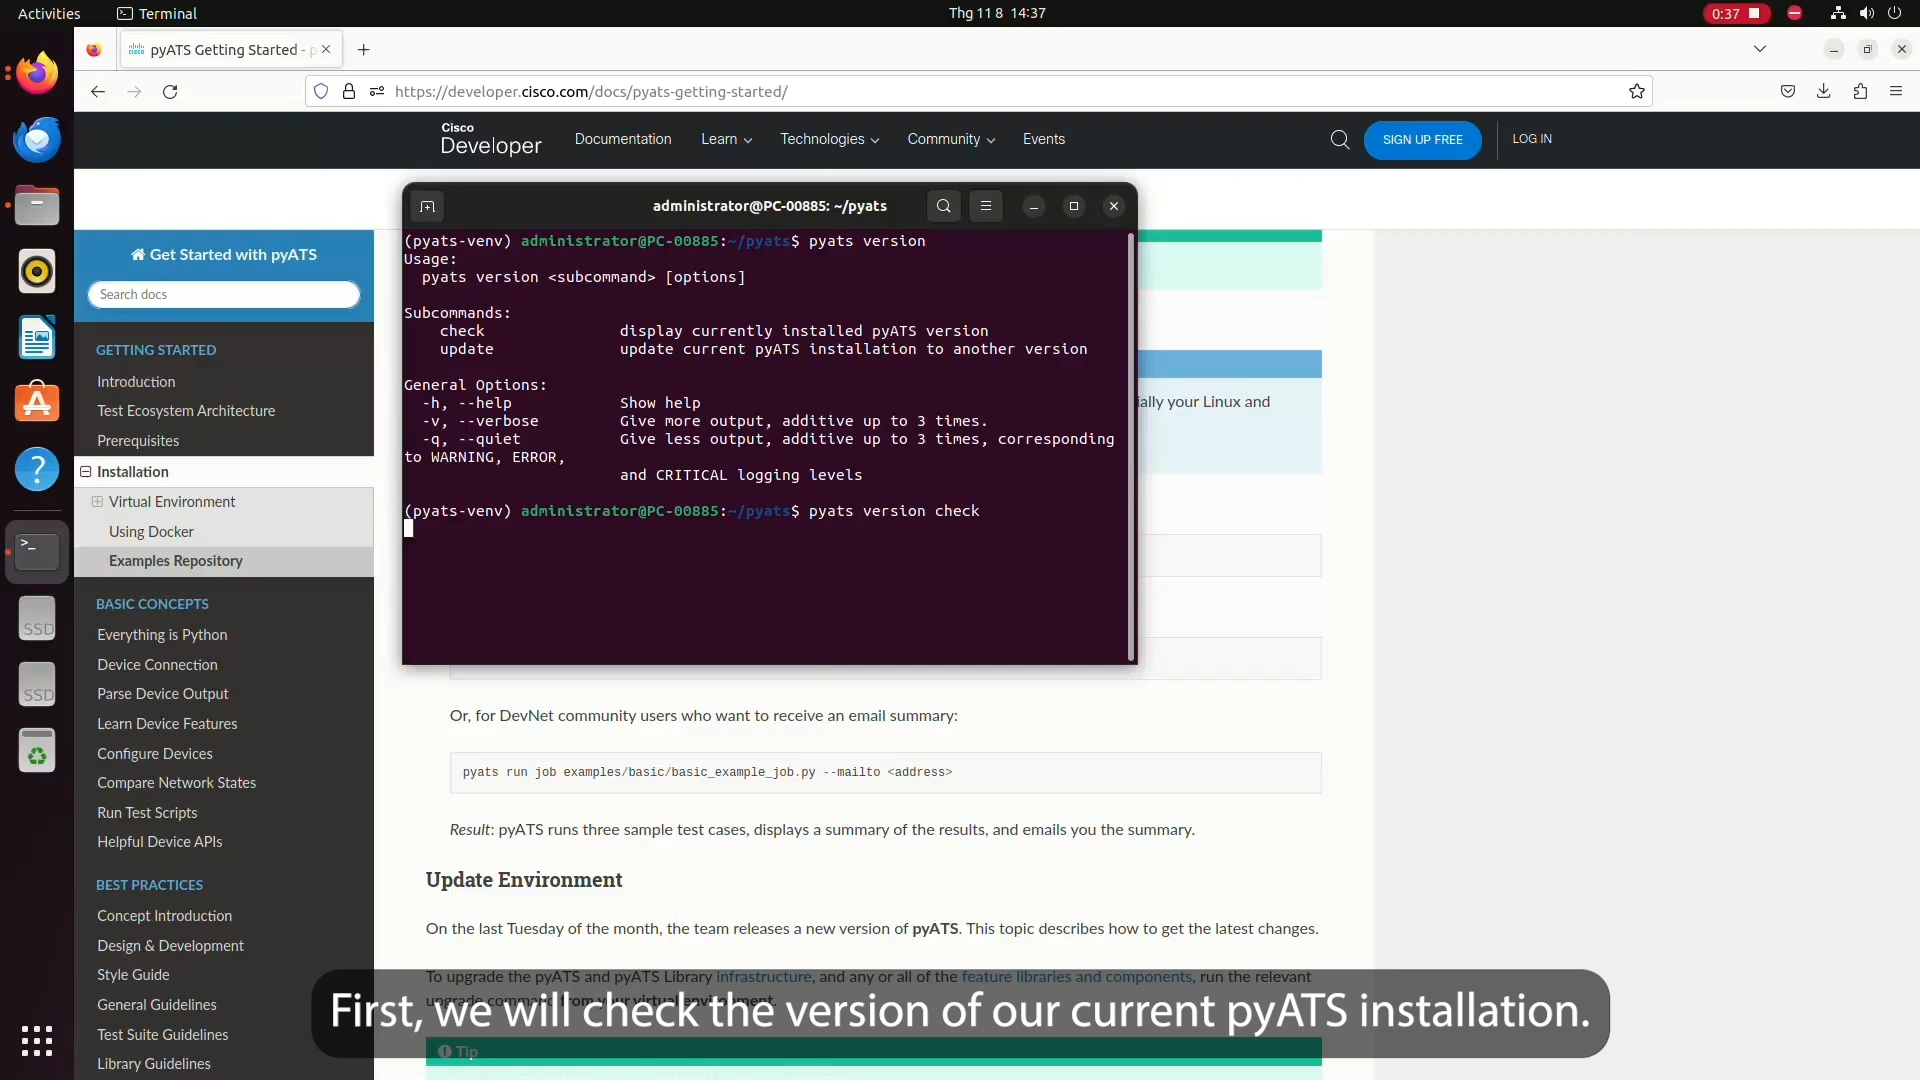 Activities
Terminal
Thg 11 8 14:37
0:37
pyATS Getting Started - p
https://developer.cisco.com/docs/pyats-getting-started/
Cisco
Developer
Documentation
Learn
Technologies
Community
Events
SIGN UP FREE
LOG IN
administrator@PC-00885: ~/pyats
(pyats-venv) administrator@PC-00885:~/pyats$ pyats version
Usage:
pyats version <subcommand> [options]
Subcommands:
check display currently installed pyATS version
update update current pyATS installation to another version
General Options:
-h, --help Show help
-v, --verbose Give more output, additive up to 3 times.
-q, --quiet Give less output, additive up to 3 times, corresponding
to WARNING, ERROR,
and CRITICAL logging levels
(pyats-venv) administrator@PC-00885:~/pyats$ pyats version check
Get Started with pyATS
Search docs
GETTING STARTED
Introduction
Test Ecosystem Architecture
Prerequisites
Installation
Virtual Environment
Using Docker
Examples Repository
BASIC CONCEPTS
Everything is Python
Device Connection
Parse Device Output
Learn Device Features
Configure Devices
Compare Network States
Run Test Scripts
Helpful Device APIs
BEST PRACTICES
Concept Introduction
Design & Development
Style Guide
General Guidelines
Test Suite Guidelines
Library Guidelines
SSD
SSD
ially your Linux and
Or, for DevNet community users who want to receive an email summary:
pyats run job examples/basic/basic_example_job.py --mailto <address>
Result: pyATS runs three sample test cases, displays a summary of the results, and emails you the summary.
Update Environment
On the last Tuesday of the month, the team releases a new version of pyATS. This topic describes how to get the latest changes.
To upgrade the pyATS and pyATS Library infrastructure, and any or all of the feature libraries and components, run the relevant
upgrade command from your virtual environment.
Tip
First, we will check the version of our current pyATS installation.